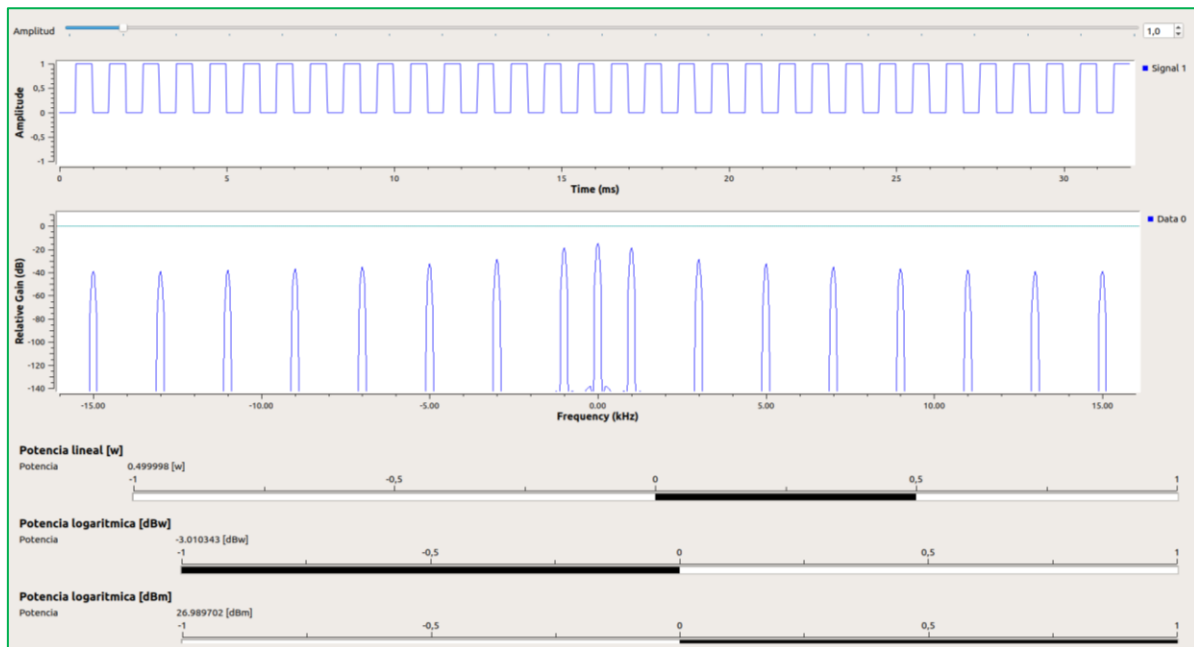 Amplitud
1,0
Signal 1
Amplitude
1
0,5
0
-0,5
-1
0 5 10 15 20 25 30
Time (ms)
Data 0
Relative Gain (dB)
0
-20
-40
-60
-80
-100
-120
-140
-15.00 -10.00 -5.00 0.00 5.00 10.00 15.00
Frequency (kHz)
Potencia lineal [w]
Potencia 0.499998 [w]
-1 -0,5 0 0,5 1
Potencia logaritmica [dBw]
Potencia -3.010343 [dBw]
-1 -0,5 0 0,5 1
Potencia logaritmica [dBm]
Potencia 26.989702 [dBm]
-1 -0,5 0 0,5 1